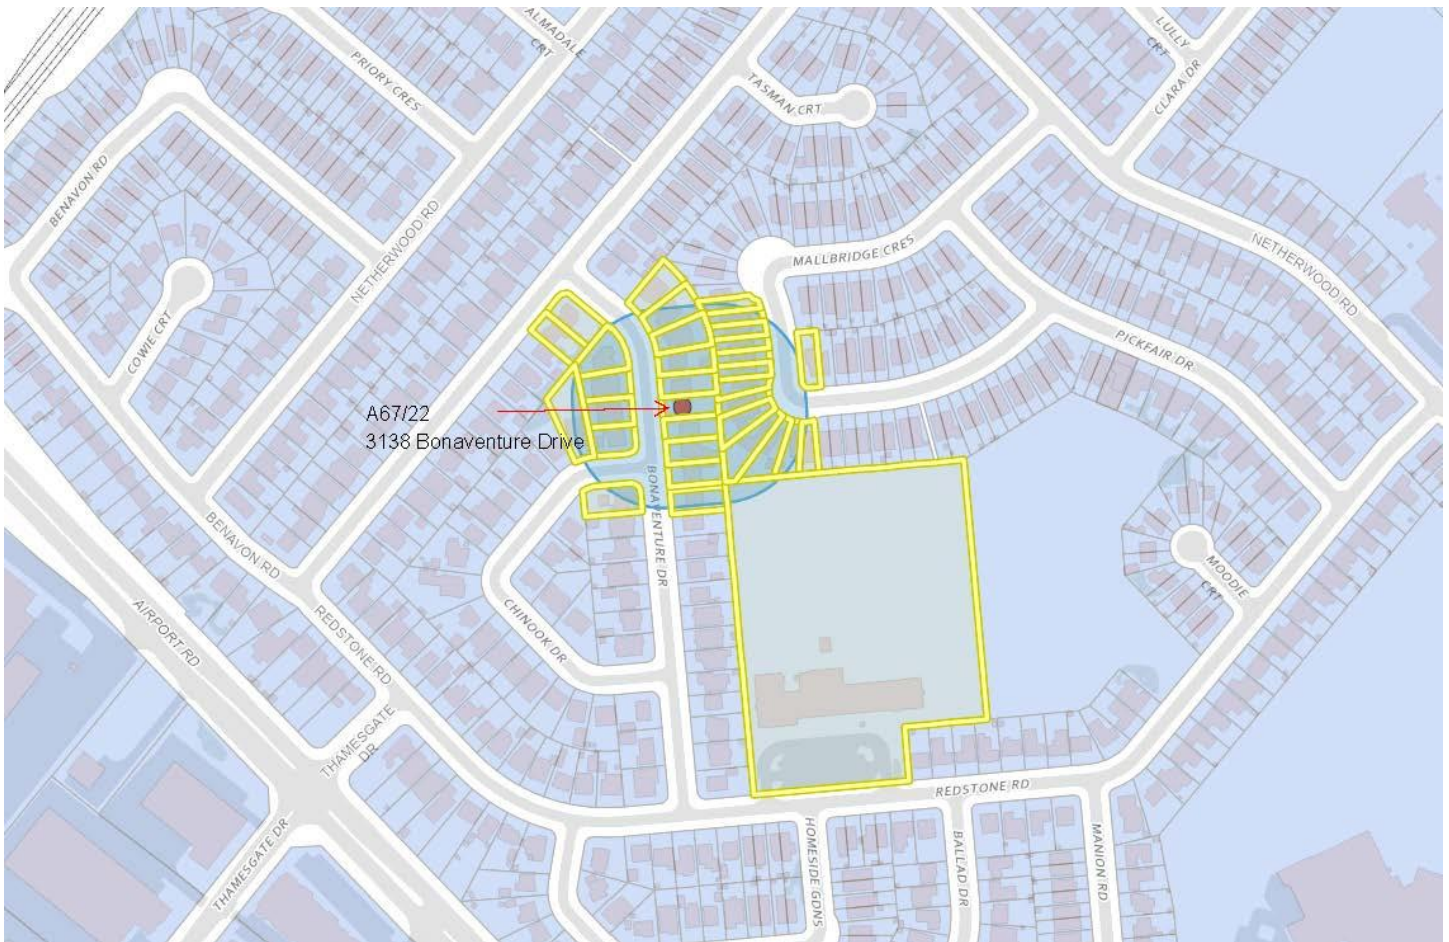 ALMADALE
CRT
LULLY
CRT
CLARA DR
PRIORY CRES
TASMAN CRT
BENAVON RD
NETHERWOOD RD
MALLBRIDGE CRES
NETHERWOOD RD
COWIE CRT
PICKFAIR DR
A67/22
3138 Bonaventure Drive
BONAVENTURE DR
BENAVON RD
MOODIE
CRT
AIRPORT RD
REDSTONE RD
CHINOOK DR
THAMESGATE
DR
REDSTONE RD
THAMESGATE DR
HOMESIDE GDNS
BALLAD DR
MANION RD